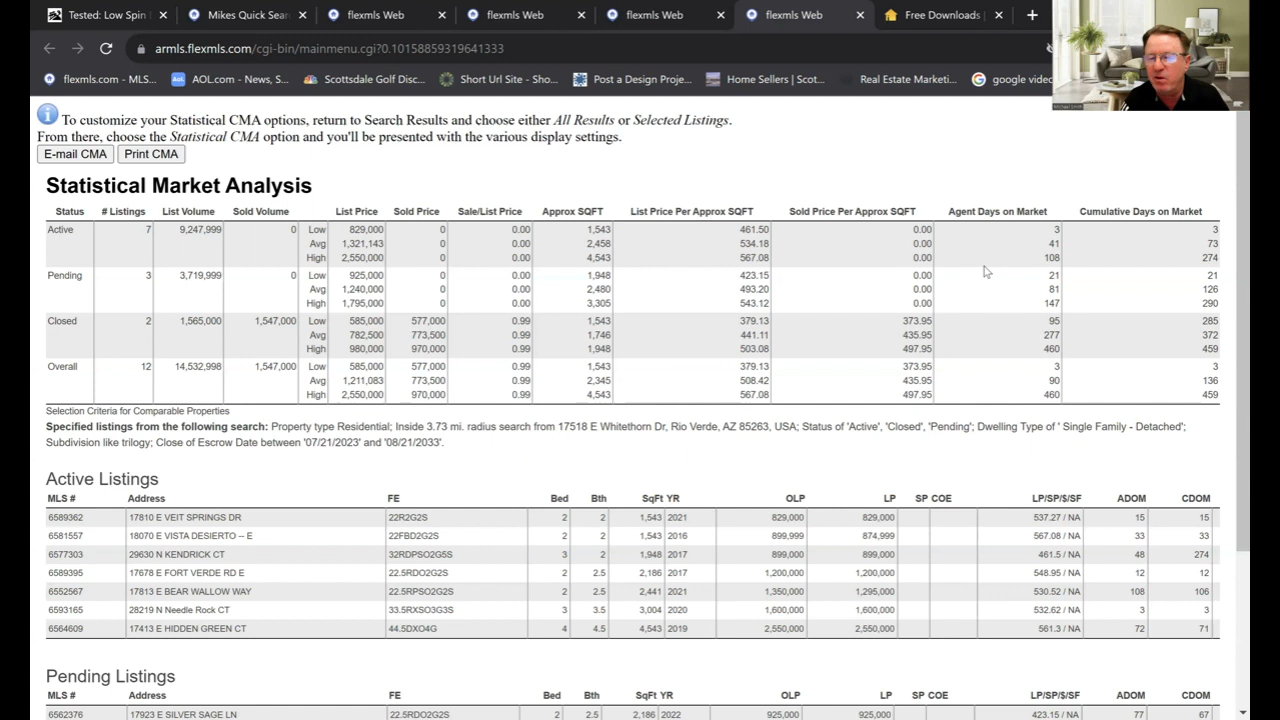 Tested: Low Spin
Mikes Quick Sear
flexmls Web
flexmls Web
flexmls Web
flexmls Web
Free Downloads
armls.flexmls.com/cgi-bin/mainmenu.cgi?0.10158859319641333
flexmls.com - MLS...
Aol.
AOL.com - News, S...
Scottsdale Golf Disc...
Short Url Site - Sho...
Post a Design Proje...
Home Sellers | Scot...
Real Estate Marketi...
google video
To customize your Statistical CMA options, return to Search Results and choose either All Results or Selected Listings.
From there, choose the Statistical CMA option and you'll be presented with the various display settings.
E-mail CMA Print CMA
Statistical Market Analysis
Status # Listings List Volume Sold Volume List Price Sold Price Sale/List Price Approx SQFT List Price Per Approx SQFT Sold Price Per Approx SQFT Agent Days on Market Cumulative Days on Market
Active 7 9,247,999 0 Low 829,000 0 0.00 1,543 461.50 0.00 3 3
Avg 1,321,143 0 0.00 2,458 534.18 0.00 41 73
High 2,550,000 0 0.00 4,543 567.08 0.00 108 274
Pending 3 3,719,999 0 Low 925,000 0 0.00 1,948 423.15 0.00 21 21
Avg 1,240,000 0 0.00 2,480 493.20 0.00 81 126
High 1,795,000 0 0.00 3,305 543.12 0.00 147 290
Closed 2 1,565,000 1,547,000 Low 585,000 577,000 0.99 1,543 379.13 373.95 95 285
Avg 782,500 773,500 0.99 1,746 441.11 435.95 277 372
High 980,000 970,000 0.99 1,948 503.08 497.95 460 459
Overall 12 14,532,998 1,547,000 Low 585,000 577,000 0.99 1,543 379.13 373.95 3 3
Avg 1,211,083 773,500 0.99 2,345 508.42 435.95 90 136
High 2,550,000 970,000 0.99 4,543 567.08 497.95 460 459
Selection Criteria for Comparable Properties
Specified listings from the following search: Property type Residential; Inside 3.73 mi. radius search from 17518 E Whitethorn Dr, Rio Verde, AZ 85263, USA; Status of 'Active', 'Closed', 'Pending'; Dwelling Type of ' Single Family - Detached';
Subdivision like trilogy; Close of Escrow Date between '07/21/2023' and '08/21/2033'.
Active Listings
MLS # Address FE Bed Bth SqFt YR OLP LP SP COE LP/SP/$/SF ADOM CDOM
6589362 17810 E VEIT SPRINGS DR 22R2G2S 2 2 1,543 2021 829,000 829,000 537.27 / NA 15 15
6581557 18070 E VISTA DESIERTO -- E 22FBD2G2S 2 2 1,543 2016 899,999 874,999 567.08 / NA 33 33
6577303 29630 N KENDRICK CT 32RDPSO2G5S 3 2 1,948 2017 899,000 899,000 461.5 / NA 48 274
6589395 17678 E FORT VERDE RD E 22.5RDO2G2S 2 2.5 2,186 2017 1,200,000 1,200,000 548.95 / NA 12 12
6552567 17813 E BEAR WALLOW WAY 22.5RPSO2G2S 2 2.5 2,441 2021 1,350,000 1,295,000 530.52 / NA 108 106
6593165 28219 N Needle Rock CT 33.5RXSO3G3S 3 3.5 3,004 2020 1,600,000 1,600,000 532.62 / NA 3 3
6564609 17413 E HIDDEN GREEN CT 44.5DXO4G 4 4.5 4,543 2019 2,550,000 2,550,000 561.3 / NA 72 71
Pending Listings
MLS # Address FE Bed Bth SqFt YR OLP LP SP COE LP/SP/$/SF ADOM CDOM
6562376 17923 E SILVER SAGE LN 22.5RDO2G2S 2 2.5 2,186 2022 925,000 925,000 423.15 / NA 77 67